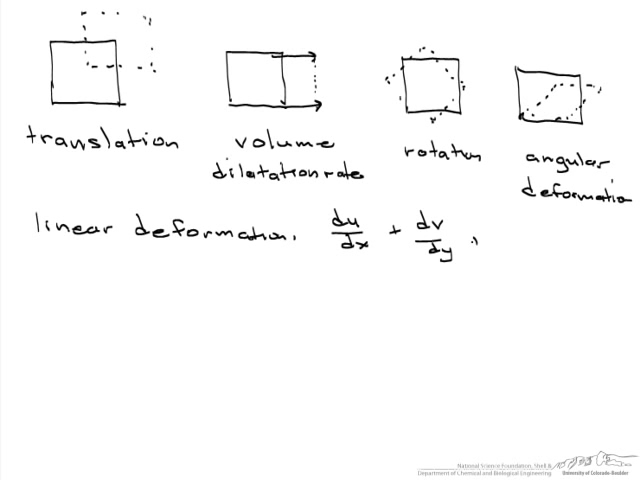 translation
volume
dilatation rate
rotation
angular
deformation
linear deformation, du/dx + dv/dy
National Science Foundation, Shell &
Department of Chemical and Biological Engineering
University of Colorado-Boulder